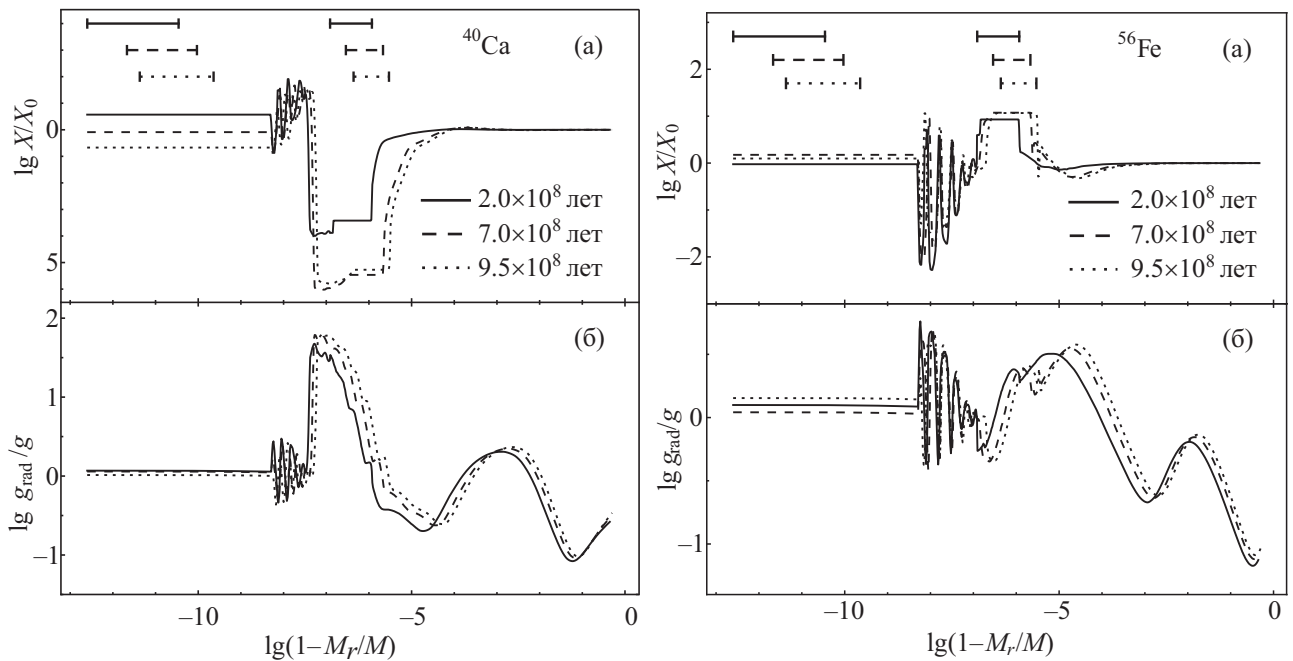 ⁴⁰Ca
(а)
lg X/X₀
0
5
2.0×10⁸ лет
7.0×10⁸ лет
9.5×10⁸ лет
(б)
lg g_rad/g
2
1
0
−1
−10
−5
0
lg(1−M_r/M)
⁵⁶Fe
(а)
lg X/X₀
2
0
−2
2.0×10⁸ лет
7.0×10⁸ лет
9.5×10⁸ лет
(б)
lg g_rad/g
0
−1
−10
−5
0
lg(1−M_r/M)